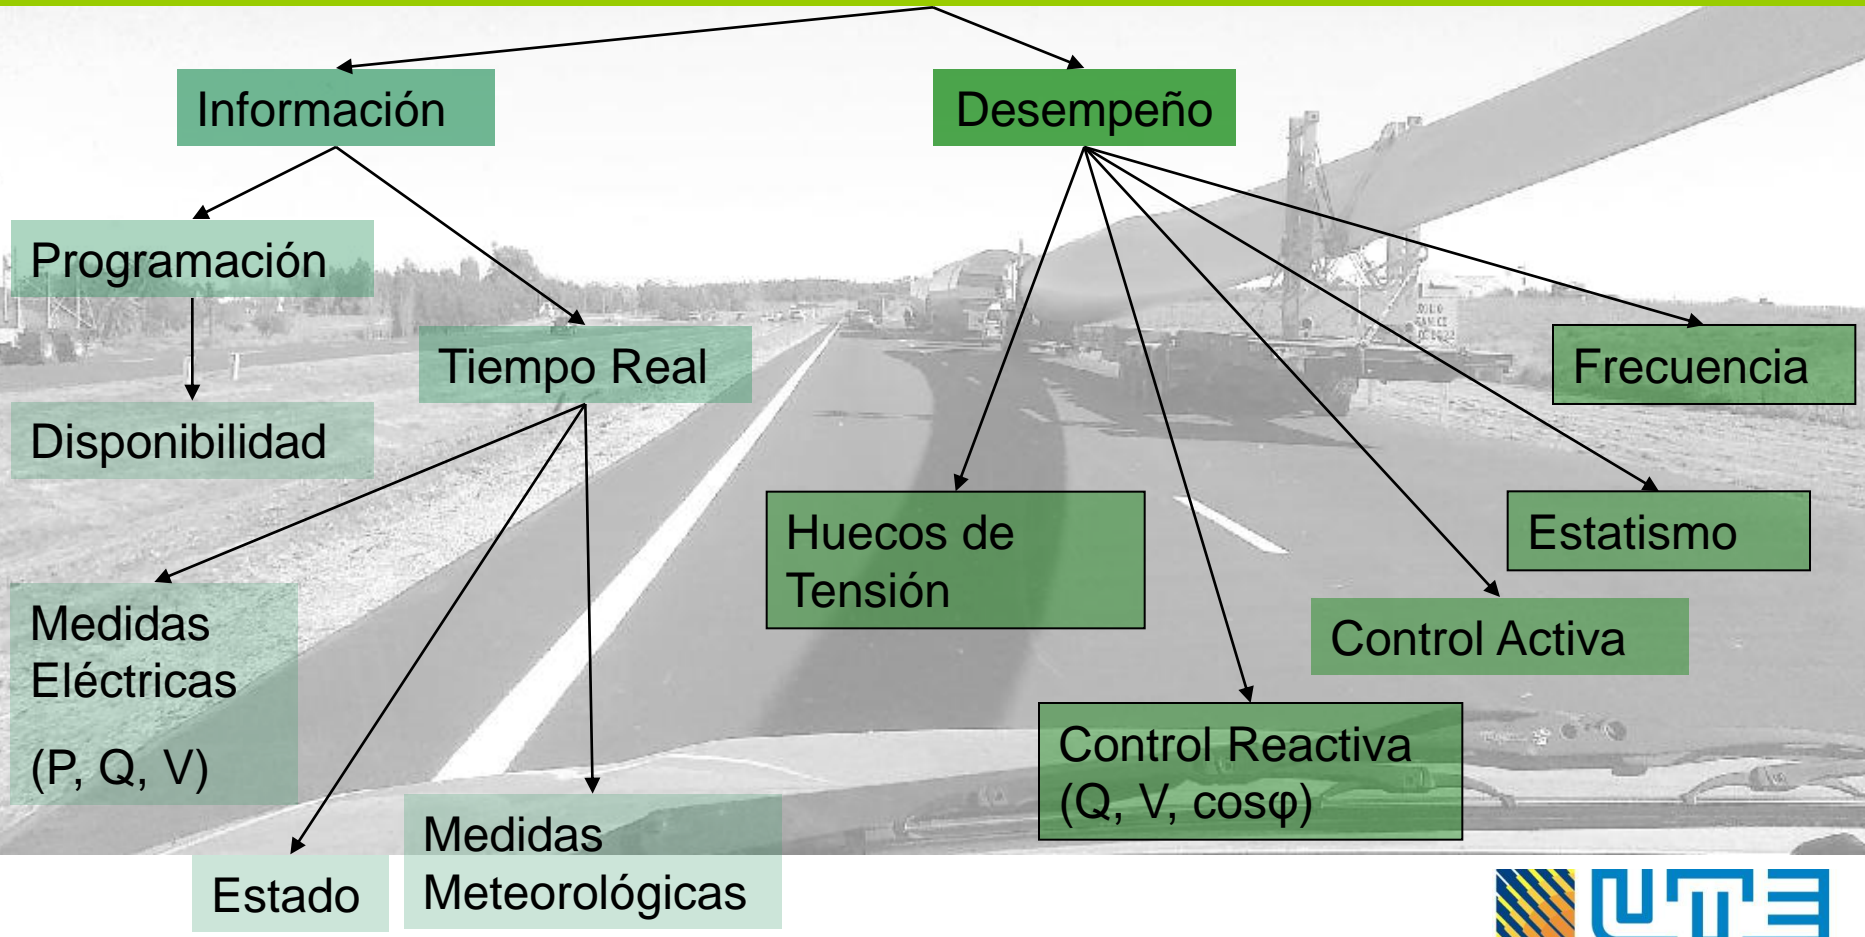 Información
Desempeño
Programación
Tiempo Real
Frecuencia
Disponibilidad
Huecos de
Tensión
Estatismo
Medidas
Eléctricas
(P, Q, V)
Control Activa
Control Reactiva
(Q, V, cosφ)
Medidas
Meteorológicas
Estado
UTE